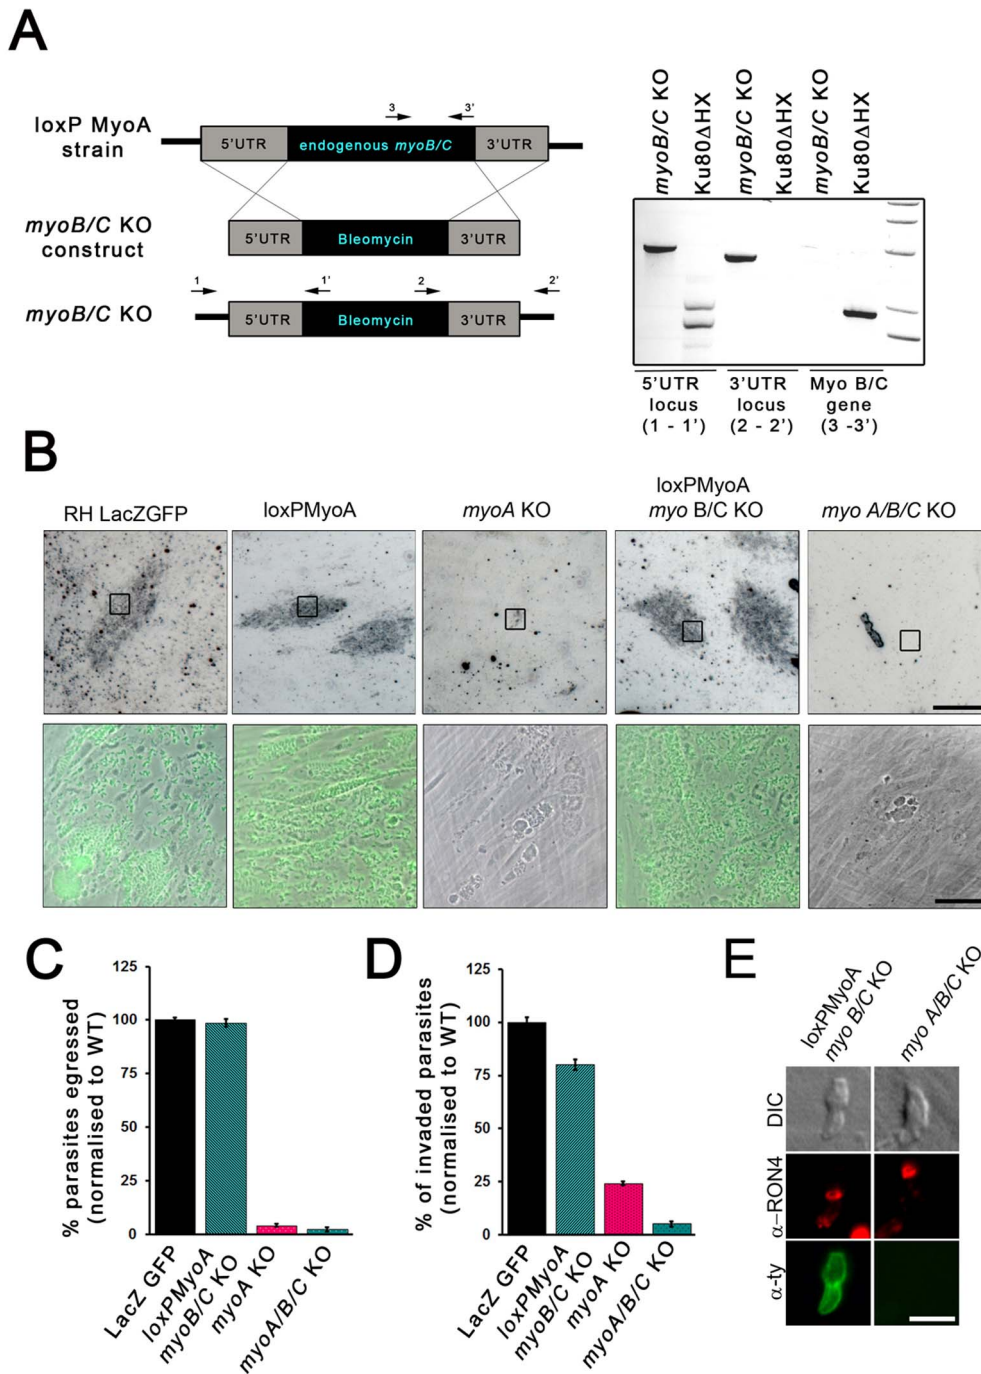 A
loxP MyoA
strain
5'UTR
endogenous myoB/C
3'UTR
3
3'
myoB/C KO
construct
5'UTR
Bleomycin
3'UTR
1
1'
2
2'
myoB/C KO
5'UTR
Bleomycin
3'UTR
myoB/C KO
Ku80ΔHX
myoB/C KO
Ku80ΔHX
myoB/C KO
Ku80ΔHX
5'UTR
locus
(1 - 1')
3'UTR
locus
(2 - 2')
Myo B/C
gene
(3 -3')
B
RH LacZGFP
loxPMyoA
myoA KO
loxPMyoA
myo B/C KO
myo A/B/C KO
C
% parasites egressed
(normalised to WT)
125
100
75
50
25
0
LacZ GFP
loxPMyoA
myoB/C KO
myoA KO
myoA/B/C KO
D
% of invaded parasites
(normalised to WT)
125
100
75
50
25
0
LacZ GFP
loxPMyoA
myoB/C KO
myoA KO
myoA/B/C KO
E
loxPMyoA
myo B/C KO
myo A/B/C KO
DIC
α–RON4
α-ty